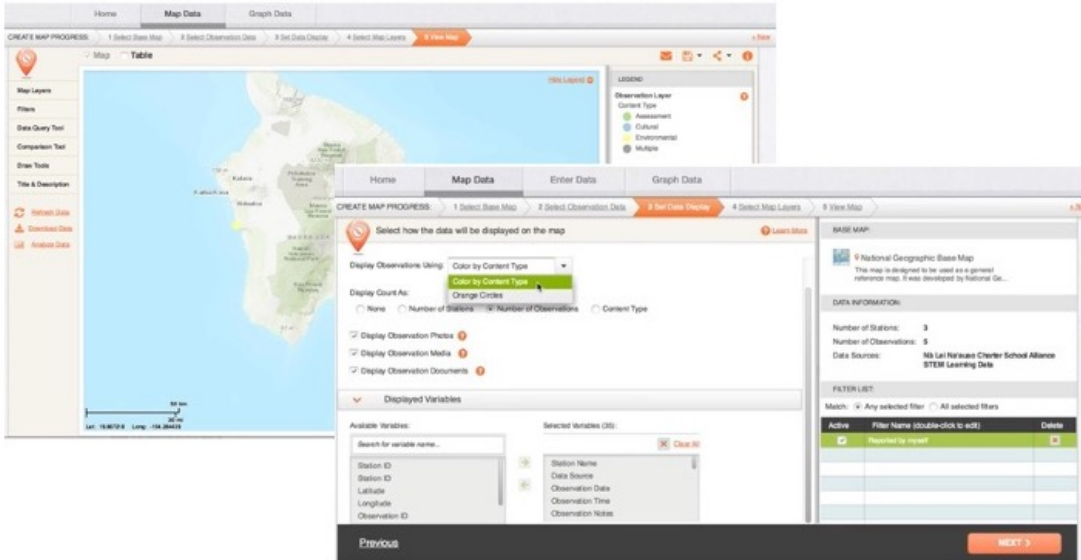 Home Map Data Graph Data
CREATE MAP PROGRESS: 1 Select Base Map 2 Select Observation Data 3 Set Data Display 4 Select Map Layers 5 View Map
Map Table
Map Layers
Filters
Data Query Tool
Comparison Tool
Draw Tools
Title & Description
Refresh Data
Download Data
Analyze Data
Hide Legend
Kailua
Waikoloa
50 km
30 mi
LEGEND
Observation Layer
Content Type
Assessment
Cultural
Environmental
Multiple
Home Map Data Enter Data Graph Data
CREATE MAP PROGRESS: 1 Select Base Map 2 Select Observation Data 3 Set Data Display 4 Select Map Layers 5 View Map
Select how the data will be displayed on the map
Learn More
Display Observations Using: Color by Content Type
Color by Content Type
Orange Circles
Display Count As:
None Number of Stations Number of Observations Content Type
Display Observation Photos
Display Observation Media
Display Observation Documents
Displayed Variables
Available Variables:
Search for variable name...
Station ID
Station ID
Latitude
Longitude
Observation ID
Selected Variables (35):
Clear All
Station Name
Data Source
Observation Date
Observation Time
Observation Notes
BASE MAP:
National Geographic Base Map
This map is designed to be used as a general
reference map. It was developed by National Ge...
DATA INFORMATION:
Number of Stations: 3
Number of Observations: 5
Data Sources: Nā Lei Na'auao Charter School Alliance
STEM Learning Data
FILTER LIST:
Match: Any selected filter All selected filters
Active Filter Name (double-click to edit) Delete
Reported by myself
Previous
NEXT >